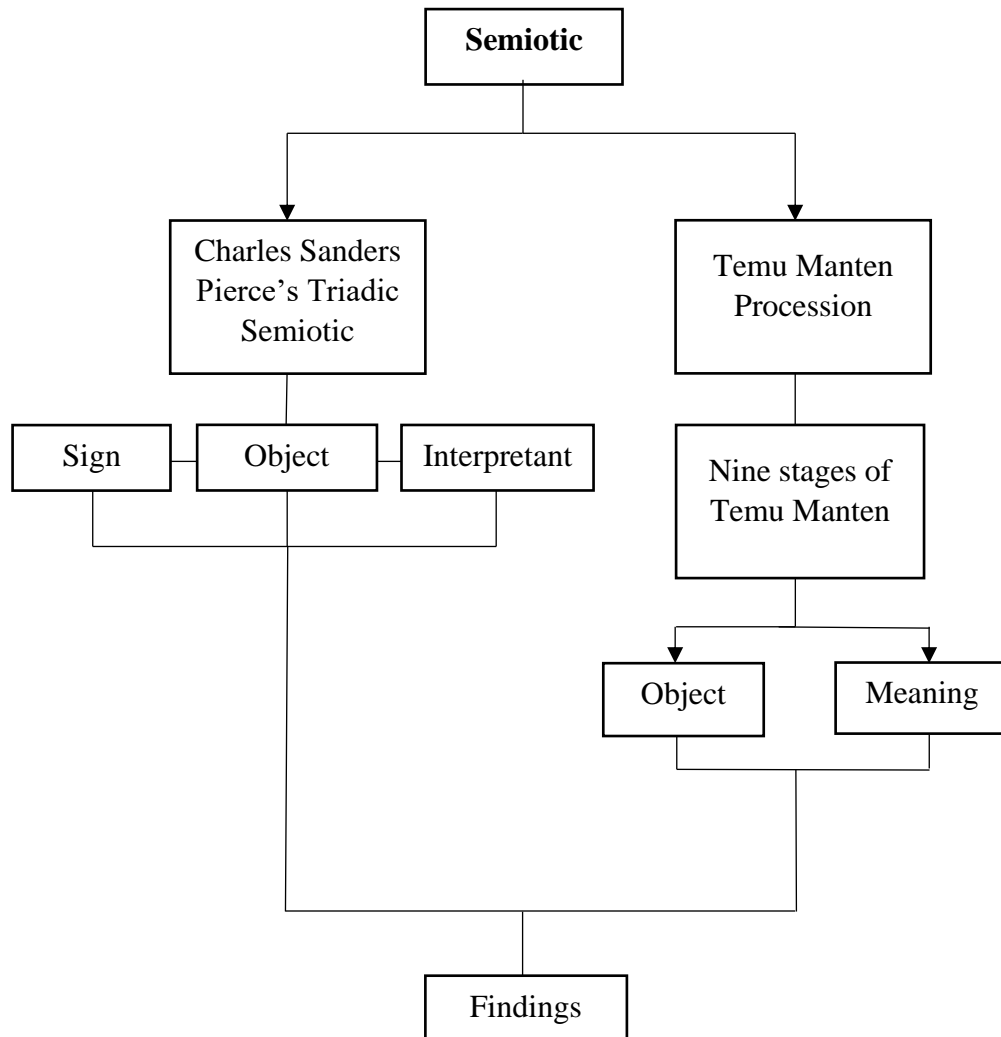 Semiotic
Charles Sanders
Pierce’s Triadic
Semiotic
Temu Manten
Procession
Sign
Object
Interpretant
Nine stages of
Temu Manten
Object
Meaning
Findings